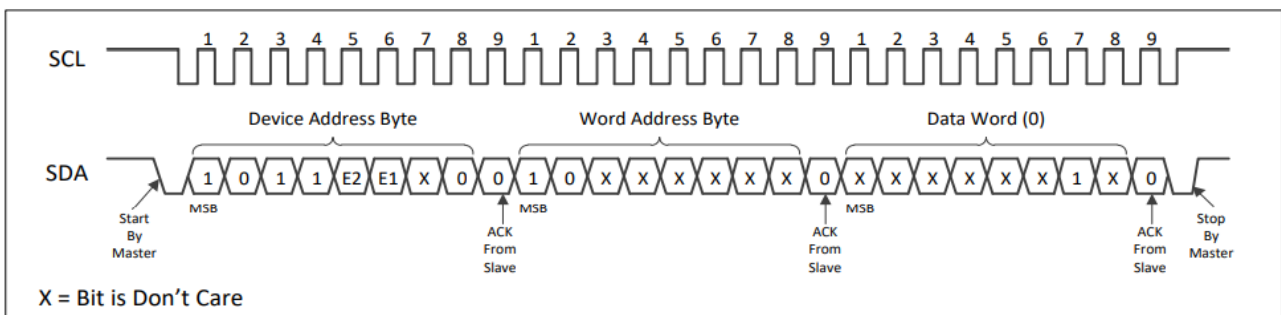 SCL 1 2 3 4 5 6 7 8 9 1 2 3 4 5 6 7 8 9 1 2 3 4 5 6 7 8 9
Device Address Byte Word Address Byte Data Word (0)
SDA 1 0 1 1 E2 E1 X 0 0 1 0 X X X X X X 0 X X X X X X 1 X 0
MSB MSB MSB
Start By Master
ACK From Slave
ACK From Slave
ACK From Slave
Stop By Master
X = Bit is Don't Care